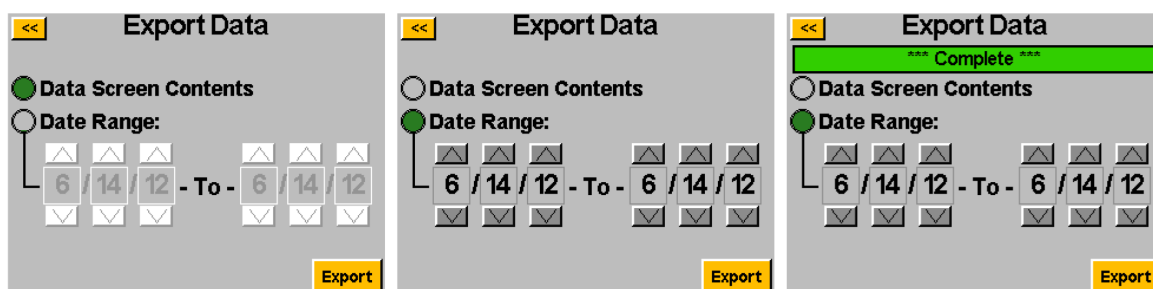 << Export Data
Data Screen Contents
Date Range:
6 / 14 / 12 - To - 6 / 14 / 12
Export
<< Export Data
Data Screen Contents
Date Range:
6 / 14 / 12 - To - 6 / 14 / 12
Export
<< Export Data
*** Complete ***
Data Screen Contents
Date Range:
6 / 14 / 12 - To - 6 / 14 / 12
Export